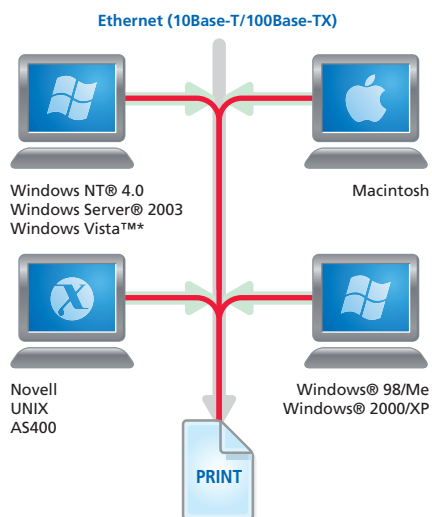 Ethernet (10Base-T/100Base-TX)
Windows NT® 4.0
Windows Server® 2003
Windows Vista™*
Macintosh
Novell
UNIX
AS400
Windows® 98/Me
Windows® 2000/XP
PRINT